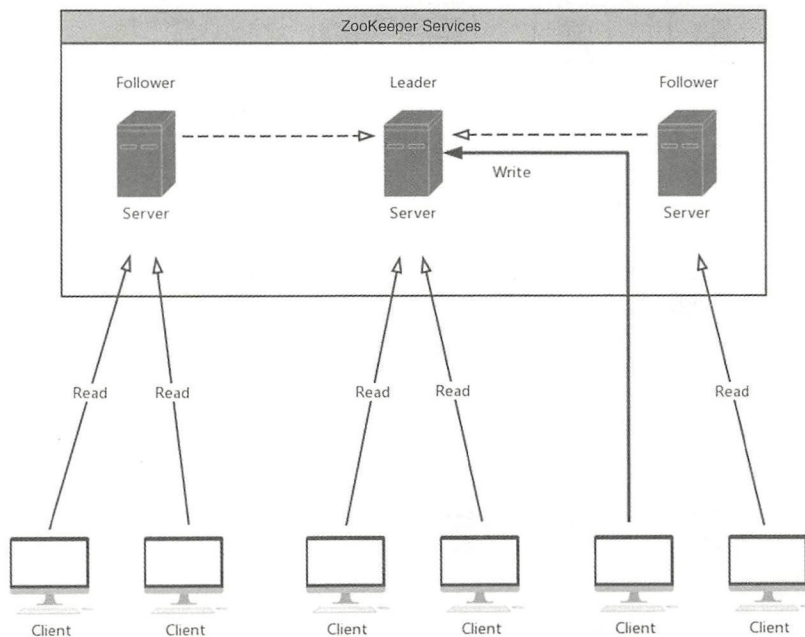 ZooKeeper Services
Follower
Leader
Follower
Write
Server
Server
Server
Read
Read
Read
Read
Read
Client
Client
Client
Client
Client
Client